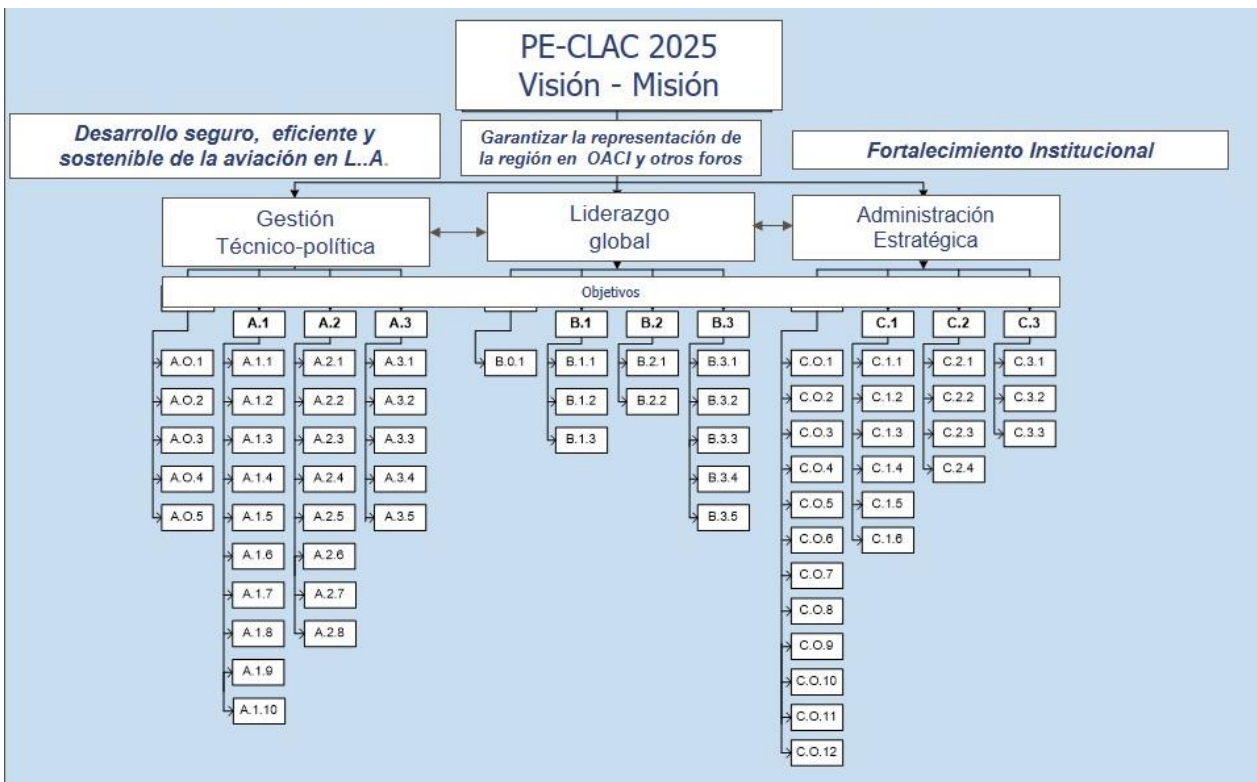 PE-CLAC 2025
Visión - Misión
Desarrollo seguro, eficiente y
sostenible de la aviación en L..A.
Garantizar la representación de
la región en OACI y otros foros
Fortalecimiento Institucional
Gestión
Técnico-política
Liderazgo
global
Administración
Estratégica
Objetivos
A.1
A.2
A.3
B.1
B.2
B.3
C.1
C.2
C.3
A.O.1
A.O.2
A.O.3
A.O.4
A.O.5
A.1.1
A.1.2
A.1.3
A.1.4
A.1.5
A.1.6
A.1.7
A.1.8
A.1.9
A.1.10
A.2.1
A.2.2
A.2.3
A.2.4
A.2.5
A.2.6
A.2.7
A.2.8
A.3.1
A.3.2
A.3.3
A.3.4
A.3.5
B.0.1
B.1.1
B.1.2
B.1.3
B.2.1
B.2.2
B.3.1
B.3.2
B.3.3
B.3.4
B.3.5
C.O.1
C.O.2
C.O.3
C.O.4
C.O.5
C.O.6
C.O.7
C.O.8
C.O.9
C.O.10
C.O.11
C.O.12
C.1.1
C.1.2
C.1.3
C.1.4
C.1.5
C.1.6
C.2.1
C.2.2
C.2.3
C.2.4
C.3.1
C.3.2
C.3.3